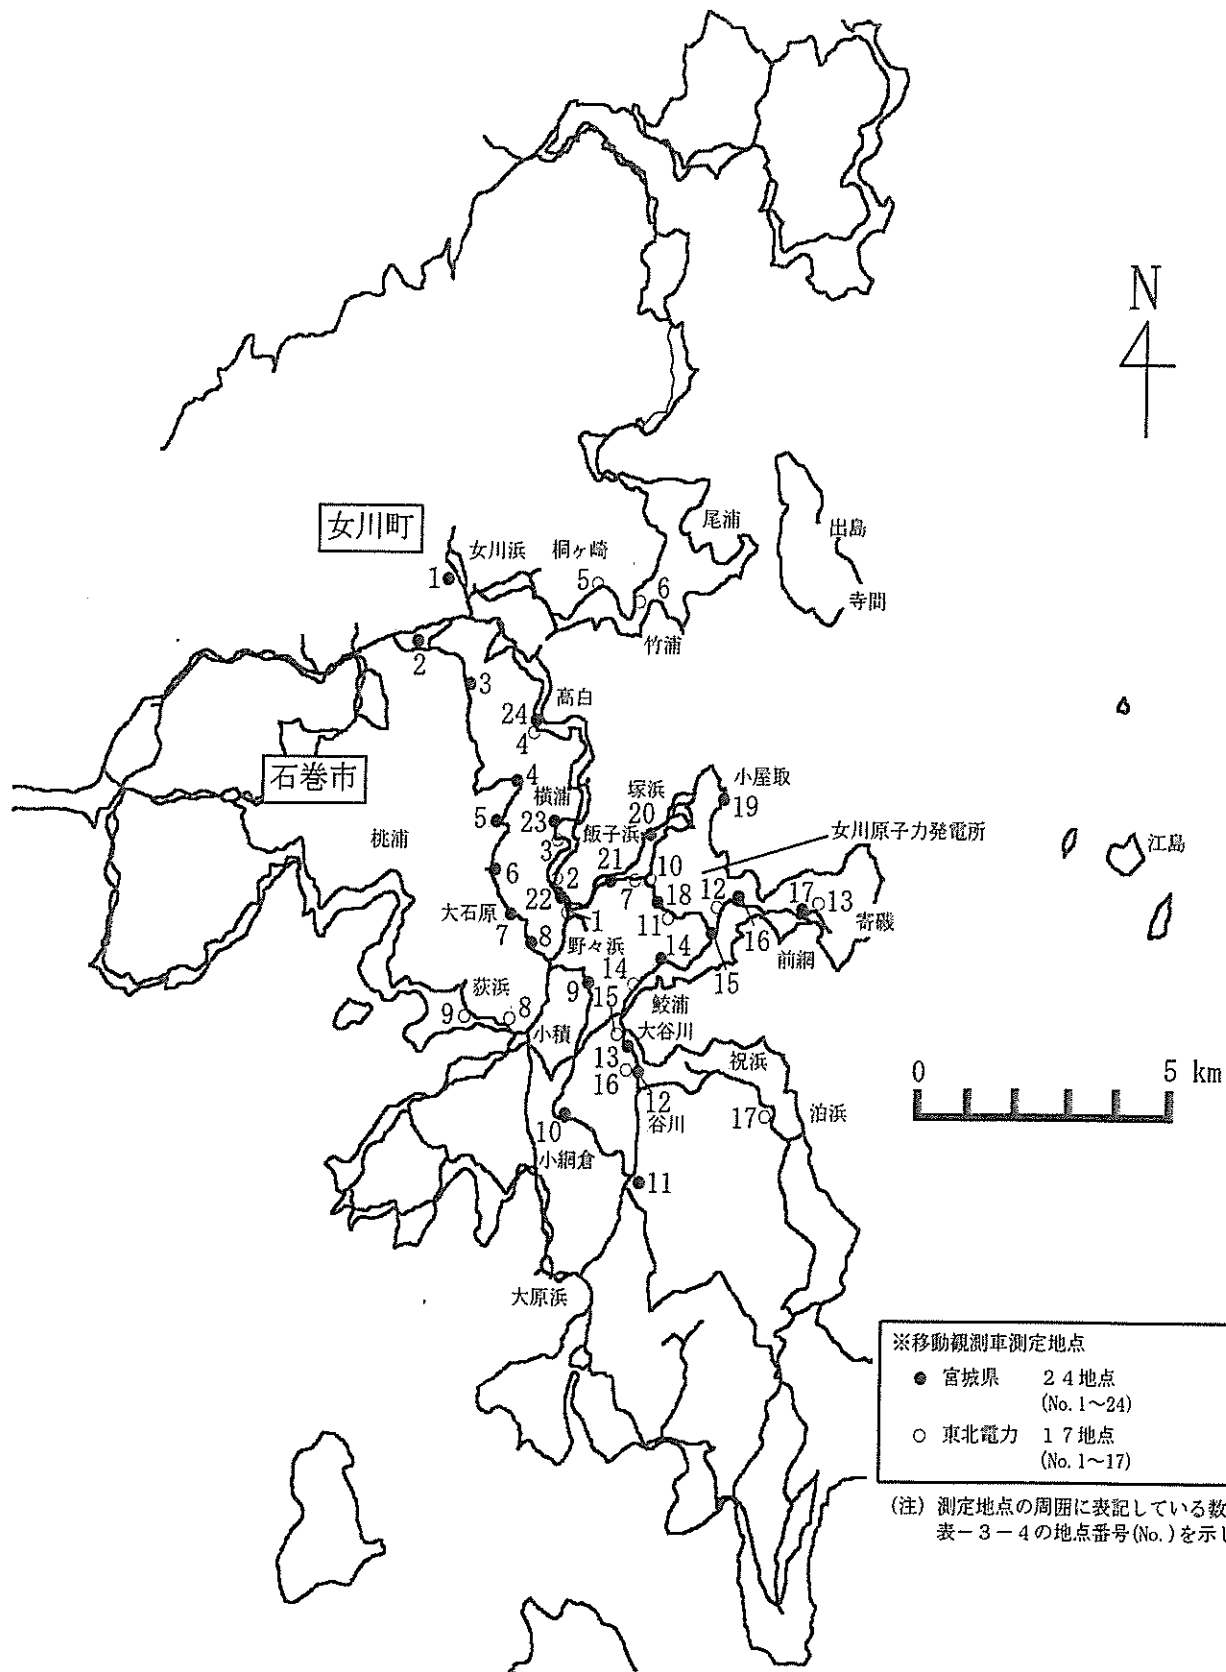 N
尾浦
出島
女川町
女川浜
桐ヶ崎
1
5
6
寺間
竹浦
2
3
高白
24
4
石巻市
4
小屋取
横浦
塚浜
19
5
23
20
飯子浜
女川原子力発電所
桃浦
3
江島
21
10
6
2
7
18
12
17
13
22
大石原
1
11
寄磯
7
8
野々浜
16
14
前網
15
14
9
15
荻浜
鮫浦
9
8
小積
大谷川
0
5 km
13
祝浜
16
12
17
泊浜
10
谷川
小網倉
11
大原浜
※移動観測車測定地点
● 宮城県 24地点
(No.1～24)
○ 東北電力 17地点
(No.1～17)
(注) 測定地点の周囲に表記している数
表－3－4の地点番号(No.)を示し